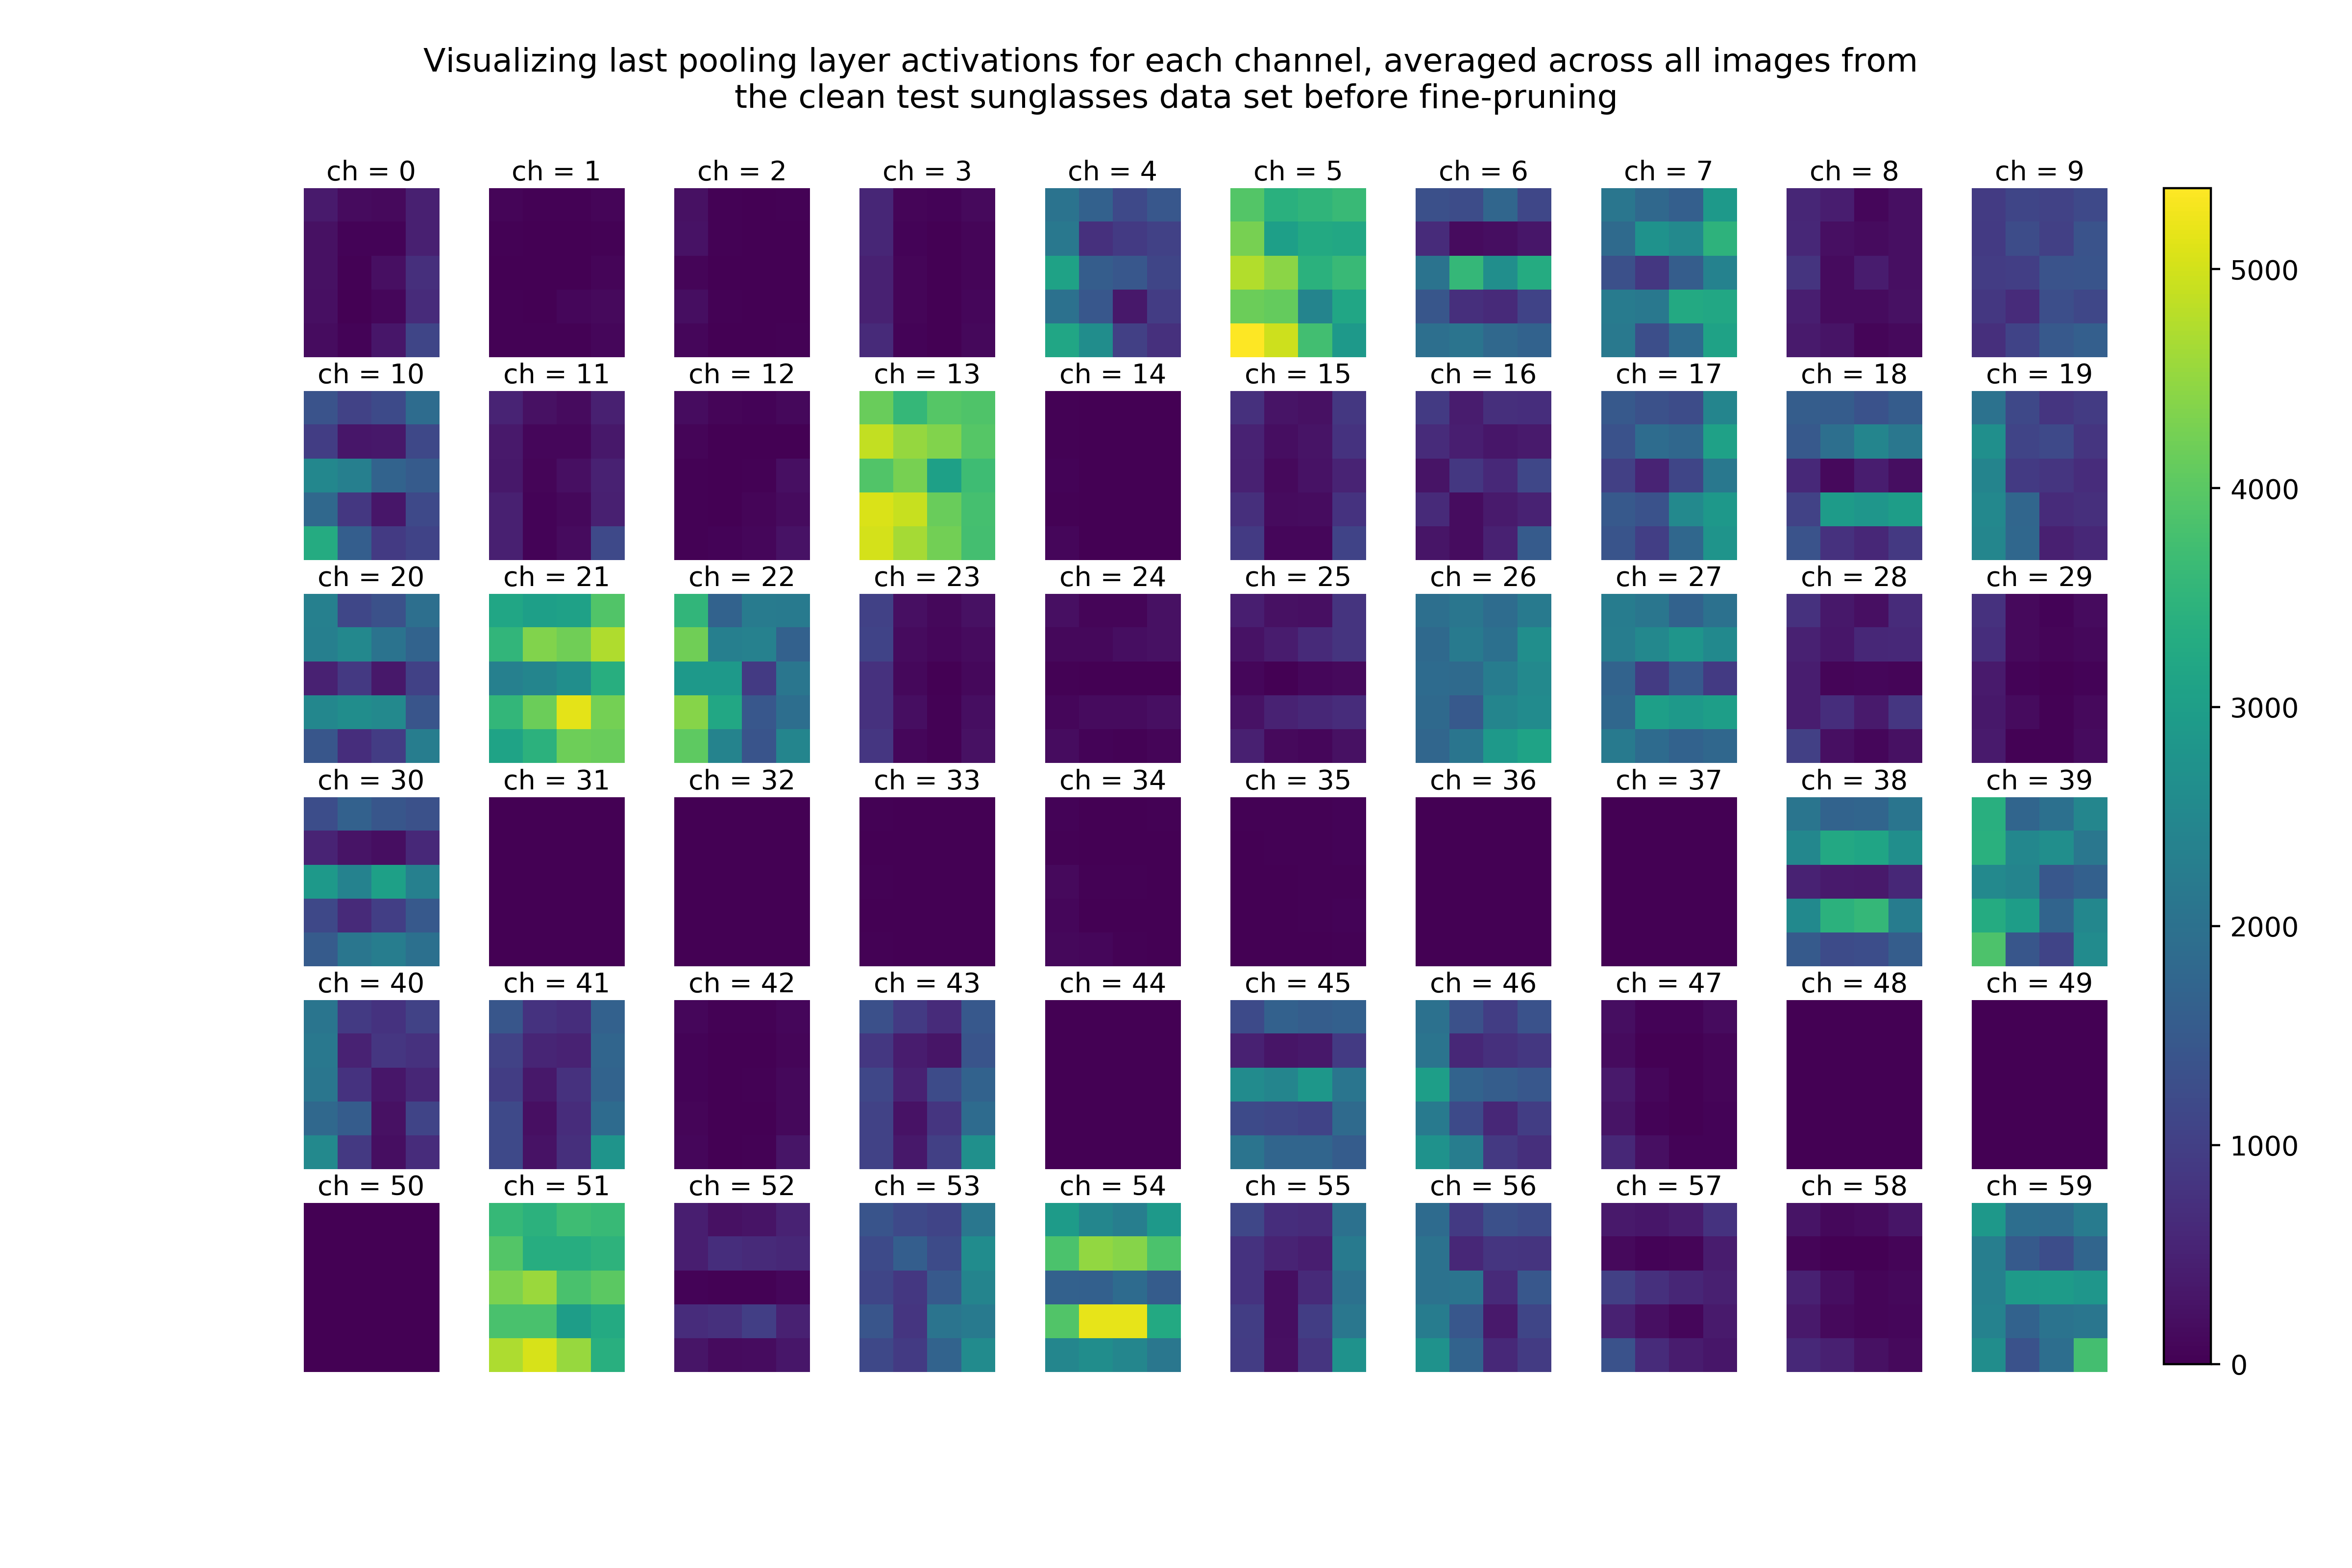 Visualizing last pooling layer activations for each channel, averaged across all images from
the clean test sunglasses data set before fine-pruning
ch = 0 ch = 1 ch = 2 ch = 3 ch = 4 ch = 5 ch = 6 ch = 7 ch = 8 ch = 9
ch = 10 ch = 11 ch = 12 ch = 13 ch = 14 ch = 15 ch = 16 ch = 17 ch = 18 ch = 19
ch = 20 ch = 21 ch = 22 ch = 23 ch = 24 ch = 25 ch = 26 ch = 27 ch = 28 ch = 29
ch = 30 ch = 31 ch = 32 ch = 33 ch = 34 ch = 35 ch = 36 ch = 37 ch = 38 ch = 39
ch = 40 ch = 41 ch = 42 ch = 43 ch = 44 ch = 45 ch = 46 ch = 47 ch = 48 ch = 49
ch = 50 ch = 51 ch = 52 ch = 53 ch = 54 ch = 55 ch = 56 ch = 57 ch = 58 ch = 59
5000
4000
3000
2000
1000
0